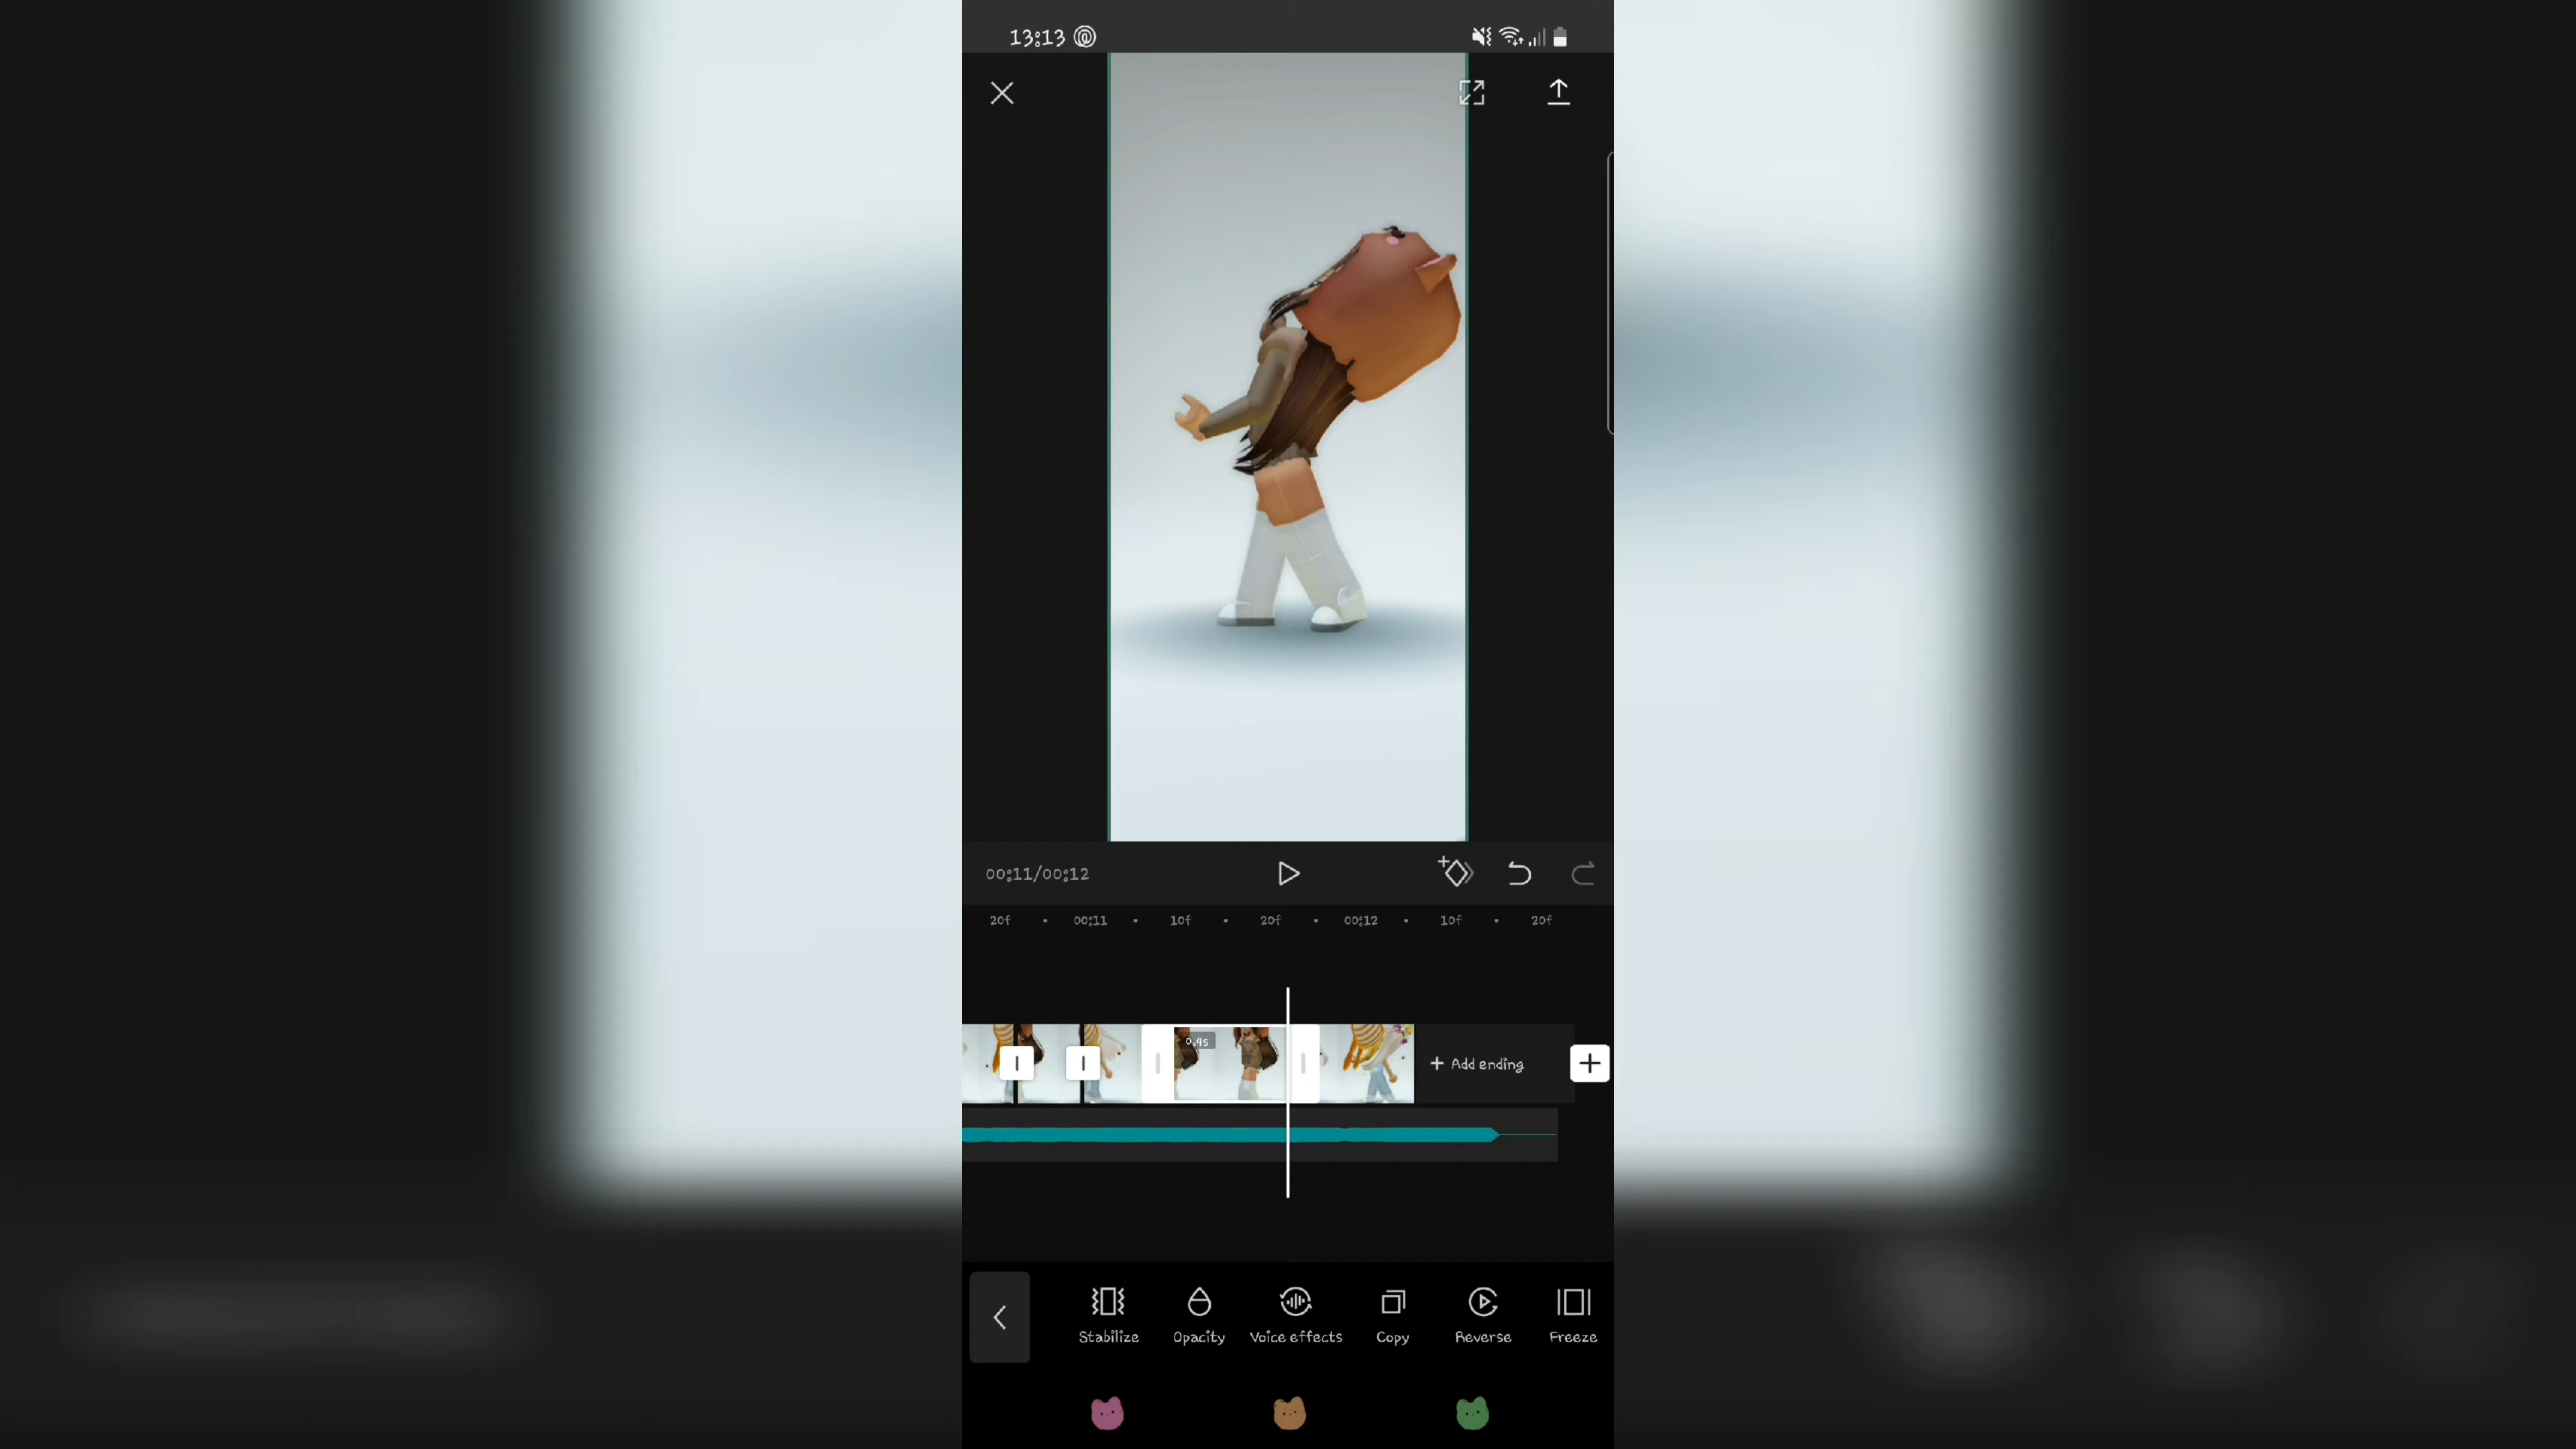 13:13
00:11/00:12
20f 00:11 10f 20f 00:12 10f 20f
0.4s
+ Add ending
Stabilize Opacity Voice effects Copy Reverse Freeze